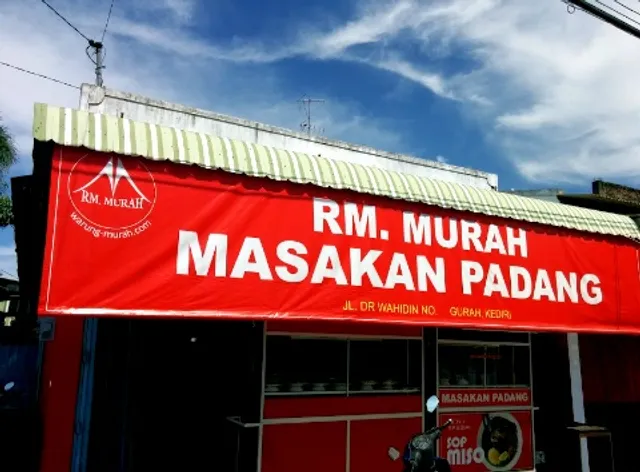 RM. MURAH
warung-murah.com
RM. MURAH
MASAKAN PADANG
JL. DR WAHIDIN NO. GURAH, KEDIRI
MASAKAN PADANG
SOP
MISO